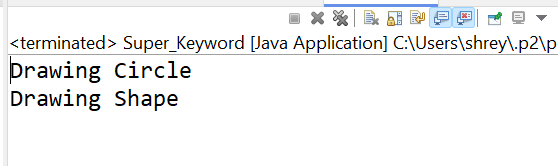 <terminated> Super_Keyword [Java Application] C:\Users\shrey\.p2\p
Drawing Circle
Drawing Shape